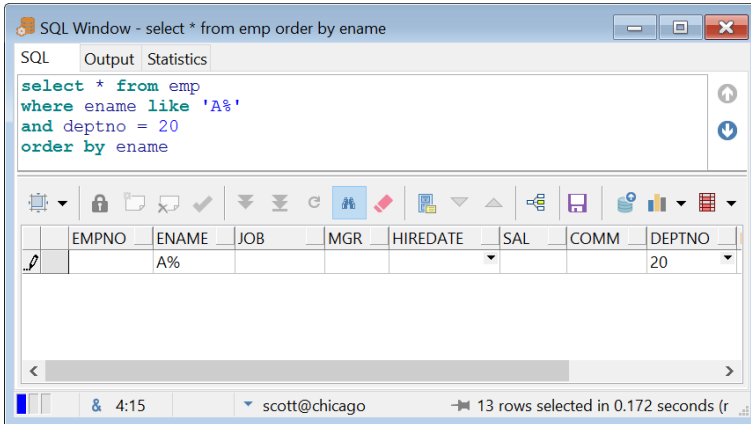 SQL Window - select * from emp order by ename
SQL Output Statistics
select * from emp
where ename like 'A%'
and deptno = 20
order by ename
EMPNO ENAME JOB MGR HIREDATE SAL COMM DEPTNO
A% 20
& 4:15 scott@chicago 13 rows selected in 0.172 seconds (r